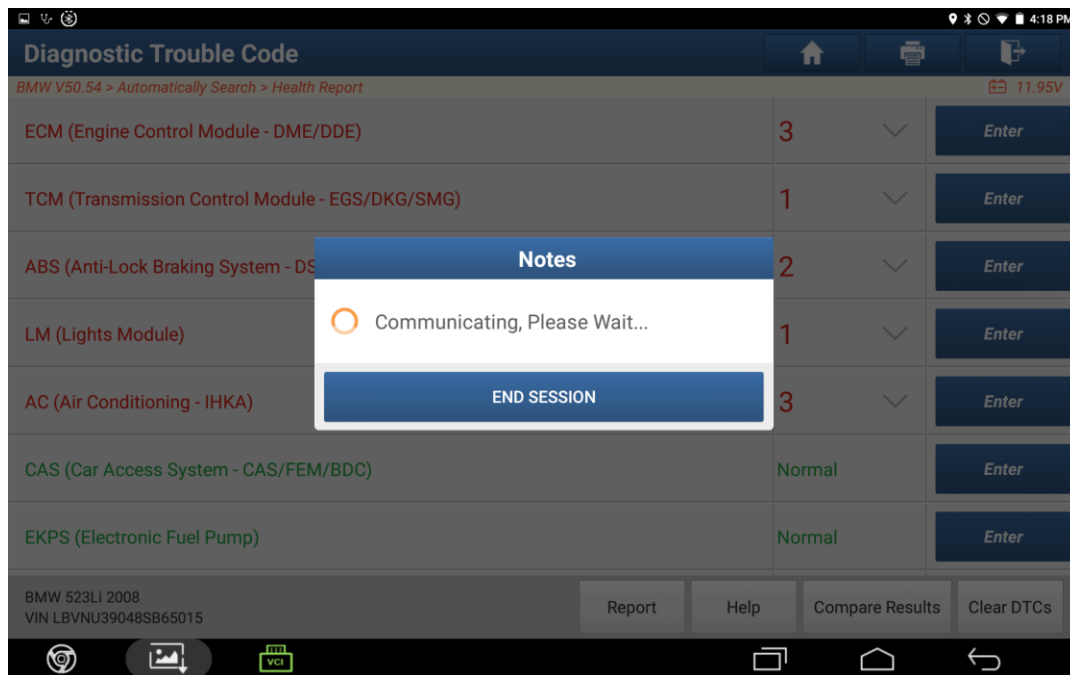 4:18 PM
Diagnostic Trouble Code
BMW V50.54 > Automatically Search > Health Report 11.95V
ECM (Engine Control Module - DME/DDE) 3 Enter
TCM (Transmission Control Module - EGS/DKG/SMG) 1 Enter
ABS (Anti-Lock Braking System - DS 2 Enter
Notes
Communicating, Please Wait...
LM (Lights Module) 1 Enter
END SESSION
AC (Air Conditioning - IHKA) 3 Enter
CAS (Car Access System - CAS/FEM/BDC) Normal Enter
EKPS (Electronic Fuel Pump) Normal Enter
BMW 523Li 2008
VIN LBVNU39048SB65015
Report Help Compare Results Clear DTCs
VCI